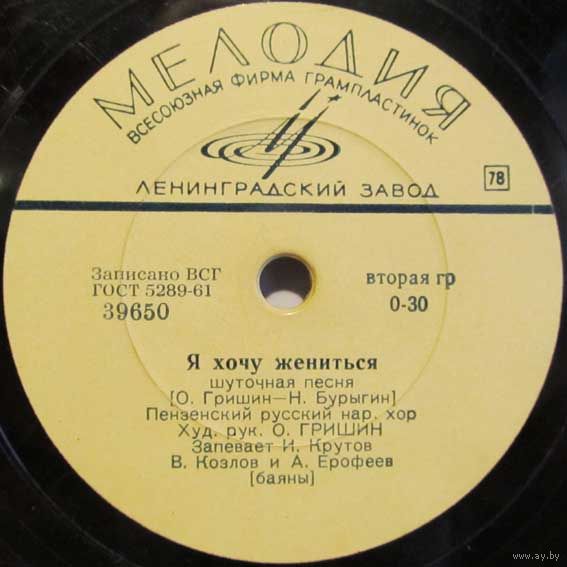 МЕЛОДИЯ
ВСЕСОЮЗНАЯ ФИРМА ГРАМПЛАСТИНОК
ЛЕНИНГРАДСКИЙ ЗАВОД
78
Записано ВСГ
ГОСТ 5289-61
39650
вторая гр
0-30
Я хочу жениться
шуточная песня
[О. Гришин—Н. Бурыгин]
Пензенский русский нар. хор
Худ. рук. О. ГРИШИН
Запевает И. Крутов
В. Козлов и А. Ерофеев
[баяны]
www.ay.by